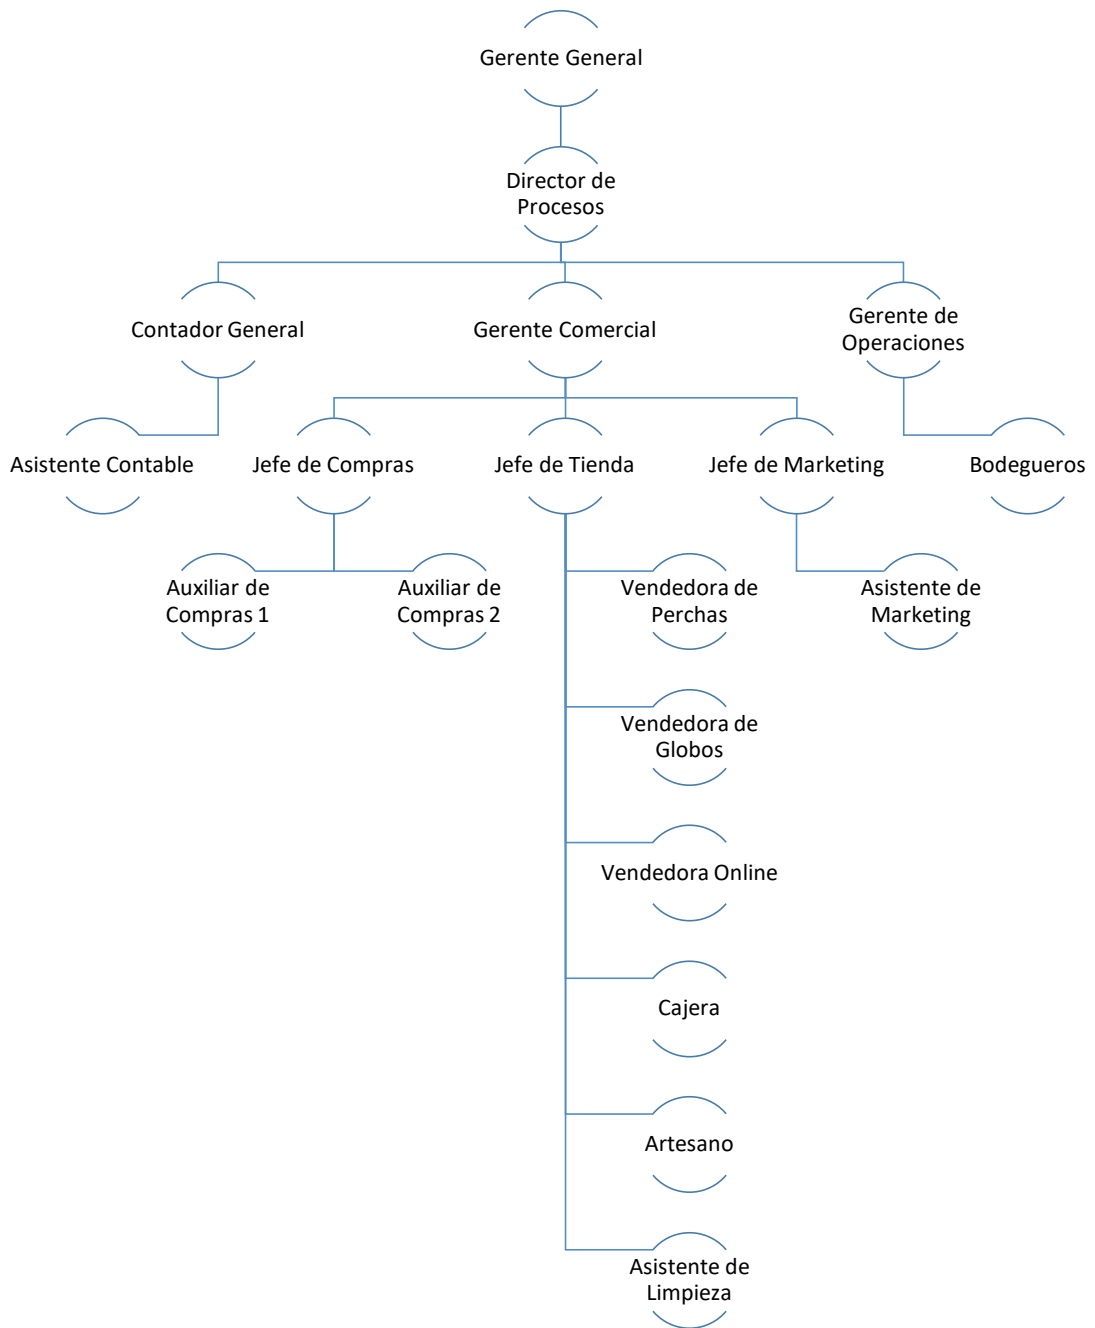 Gerente General
Director de
Procesos
Contador General
Gerente Comercial
Gerente de
Operaciones
Asistente Contable
Jefe de Compras
Jefe de Tienda
Jefe de Marketing
Bodegueros
Auxiliar de
Compras 1
Auxiliar de
Compras 2
Vendedora de
Perchas
Asistente de
Marketing
Vendedora de
Globos
Vendedora Online
Cajera
Artesano
Asistente de
Limpieza